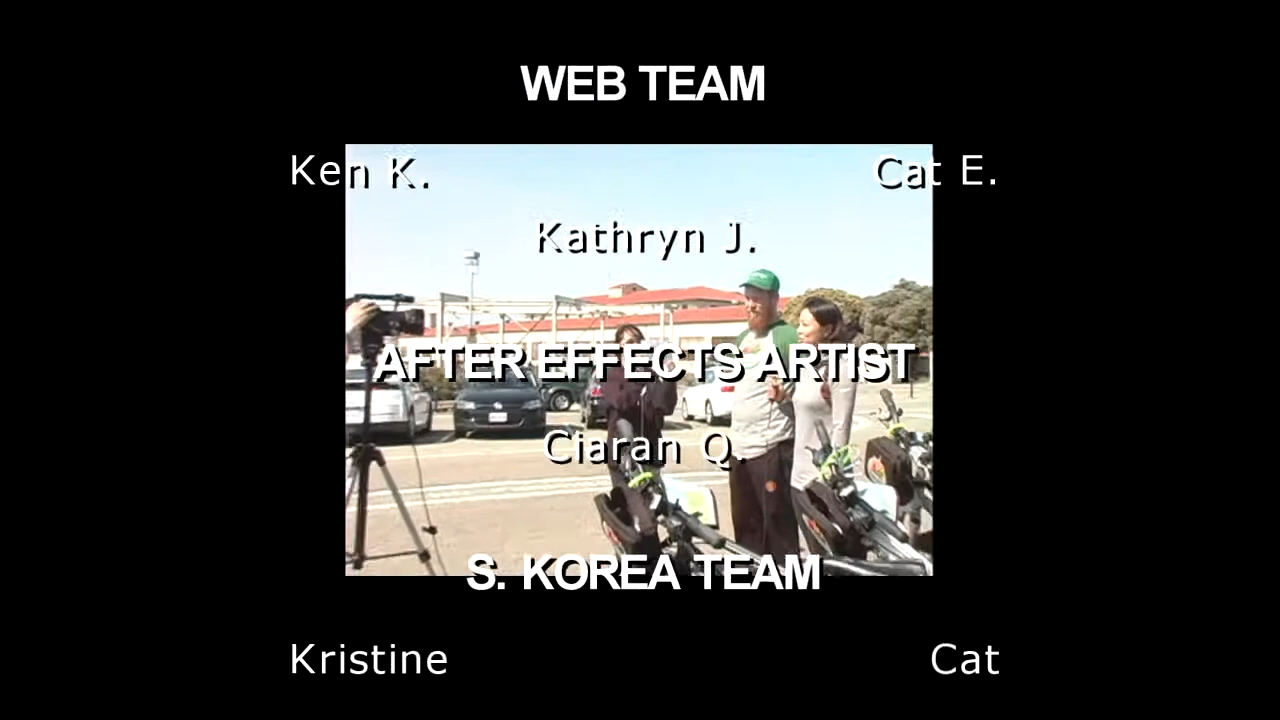 WEB TEAM
Ken K.
Cat E.
Kathryn J.
AFTER EFFECTS ARTIST
Ciaran Q.
S. KOREA TEAM
Kristine
Cat